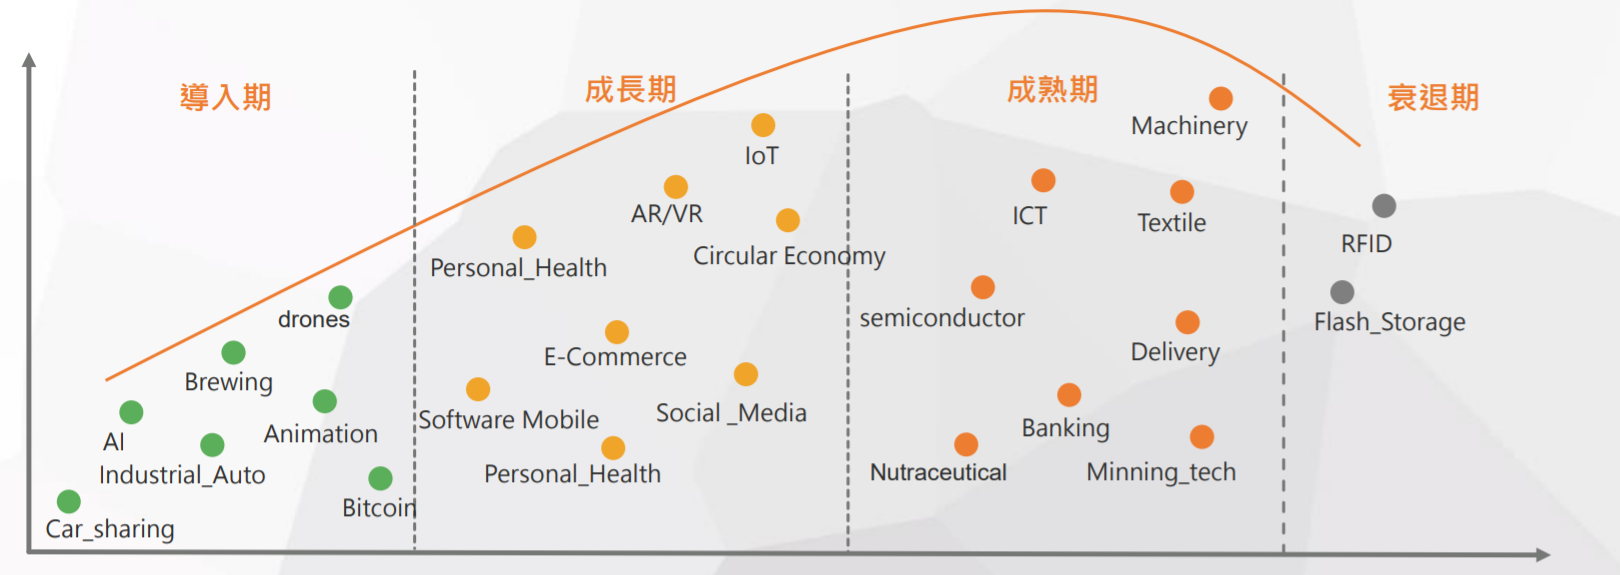 導入期
成長期
成熟期
衰退期
drones
Brewing
AI
Animation
Industrial_Auto
Bitcoin
Car_sharing
IoT
AR/VR
Circular Economy
Personal_Health
E-Commerce
Software Mobile
Social _Media
Personal_Health
Machinery
ICT
Textile
semiconductor
Delivery
Banking
Nutraceutical
Minning_tech
RFID
Flash_Storage